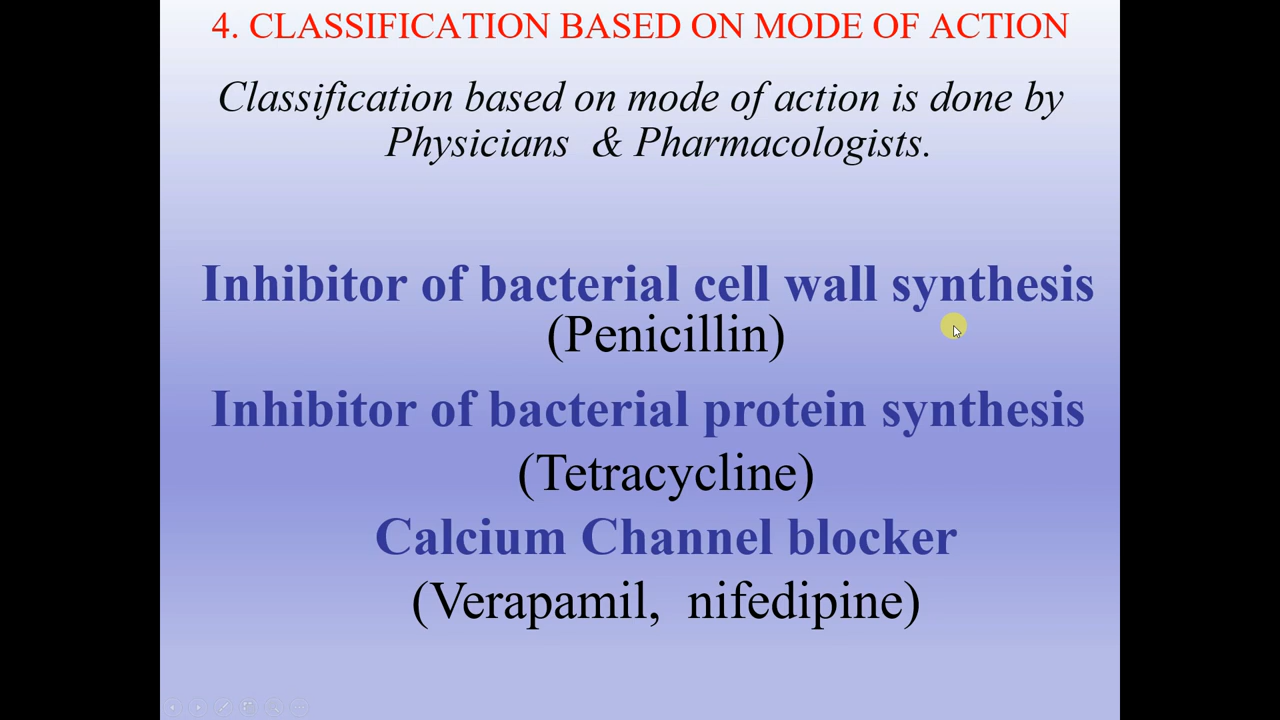 4. CLASSIFICATION BASED ON MODE OF ACTION
Classification based on mode of action is done by
Physicians & Pharmacologists.
Inhibitor of bacterial cell wall synthesis
(Penicillin)
Inhibitor of bacterial protein synthesis
(Tetracycline)
Calcium Channel blocker
(Verapamil, nifedipine)